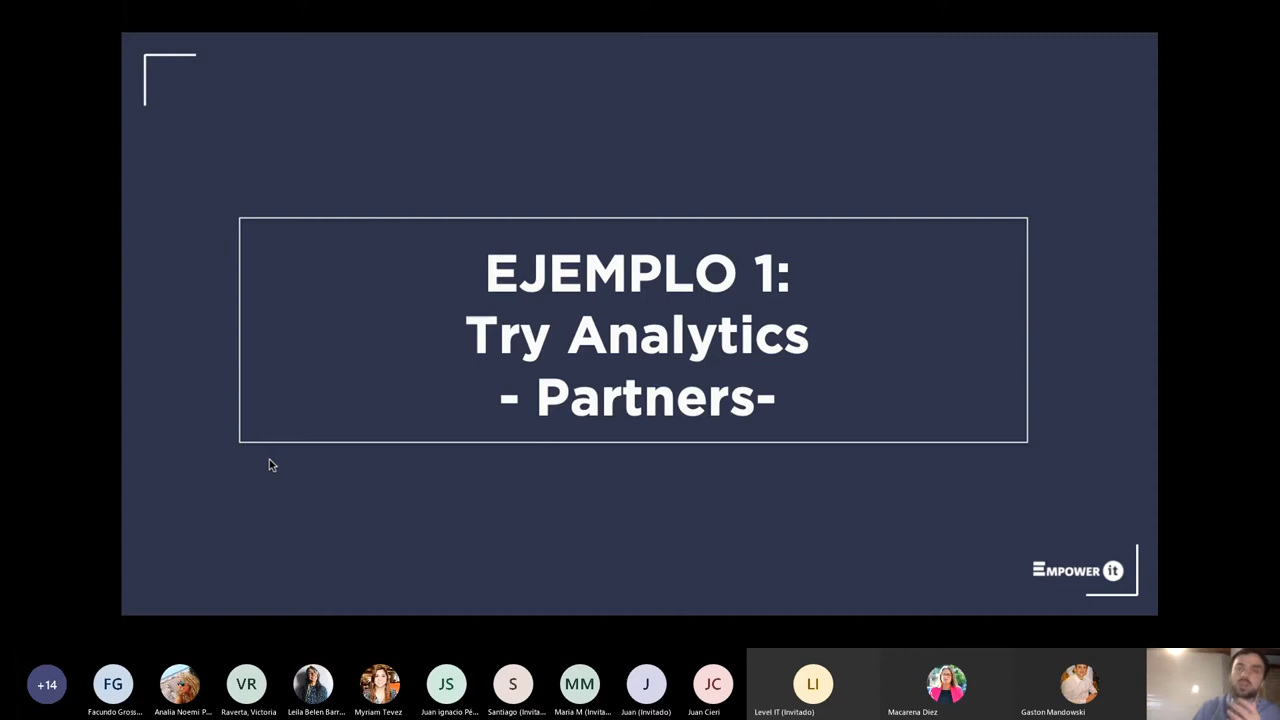 EJEMPLO 1:
Try Analytics
- Partners-
EMPOWER it
+14
FG
VR
JS
S
MM
J
JC
LI
Facundo Gross...
Analia Noemi P...
Raverta, Victoria
Leila Belen Barr...
Myriam Tevez
Juan ignacio Pé...
Santiago (Invita...
Maria M (Invita...
Juan (Invitado)
Juan Cieri
Level IT (Invitado)
Macarena Diez
Gaston Mandowski